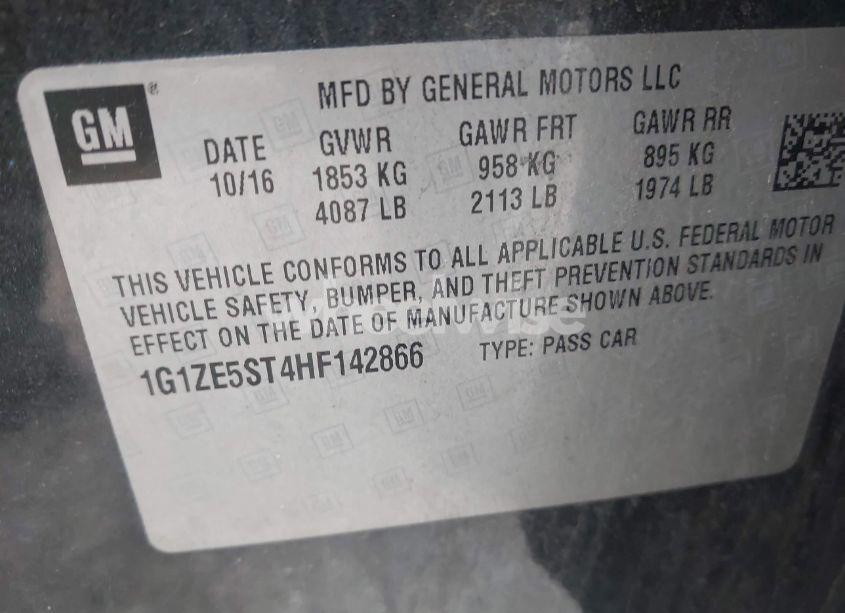 GM
®
MFD BY GENERAL MOTORS LLC
DATE GVWR GAWR FRT GAWR RR
10/16 1853 KG 958 KG 895 KG
4087 LB 2113 LB 1974 LB
THIS VEHICLE CONFORMS TO ALL APPLICABLE U.S. FEDERAL MOTOR
VEHICLE SAFETY, BUMPER, AND THEFT PREVENTION STANDARDS IN
EFFECT ON THE DATE OF MANUFACTURE SHOWN ABOVE.
1G1ZE5ST4HF142866 TYPE: PASS CAR